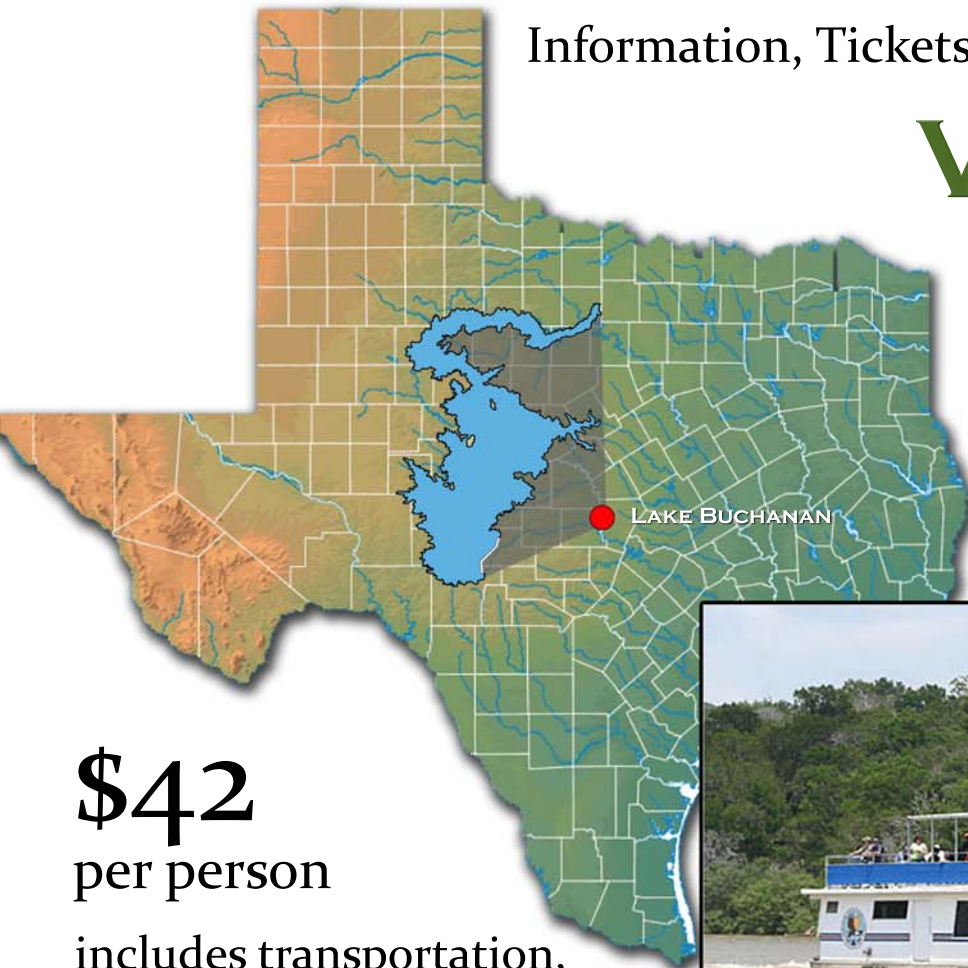 Information, Tickets
V
LAKE BUCHANAN
$42
per person
includes transportation,